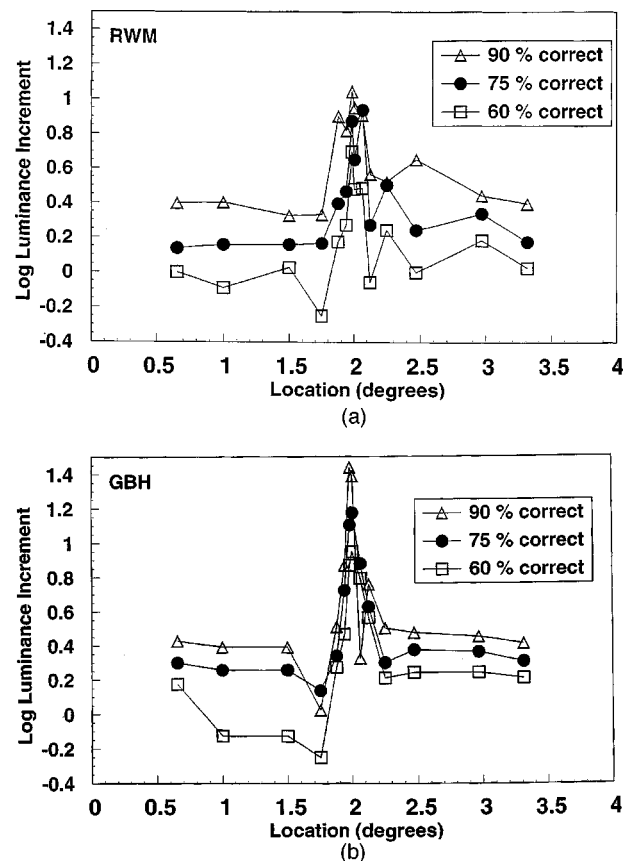 RWM
90 % correct
75 % correct
60 % correct
Log Luminance Increment
1.4
1.2
1
0.8
0.6
0.4
0.2
0
-0.2
-0.4
0 0.5 1 1.5 2 2.5 3 3.5 4
Location (degrees)
(a)
GBH
90 % correct
75 % correct
60 % correct
Log Luminance Increment
1.4
1.2
1
0.8
0.6
0.4
0.2
0
-0.2
-0.4
0 0.5 1 1.5 2 2.5 3 3.5 4
Location (degrees)
(b)